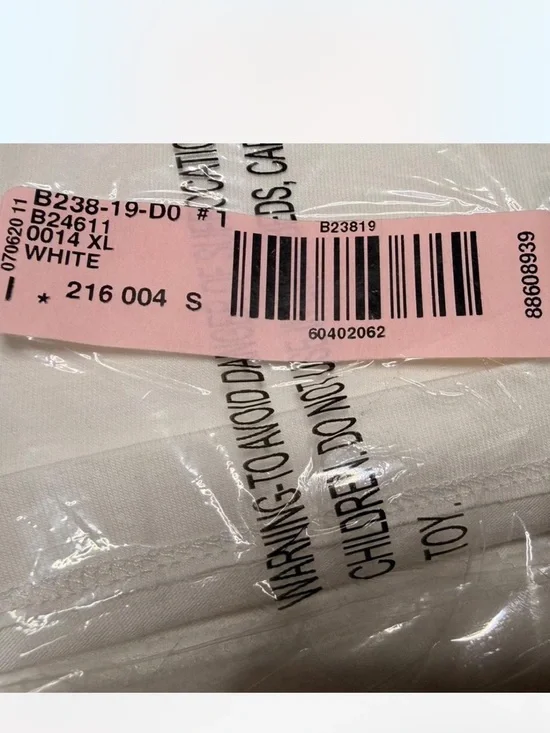 B238-19-D0 # 1
B24611
0014 XL
WHITE
* 216 004 S
070620 11
B23819
60402062
88608939
WARNING-TO AVOID
CHILDREN. DO NOT
TOY.